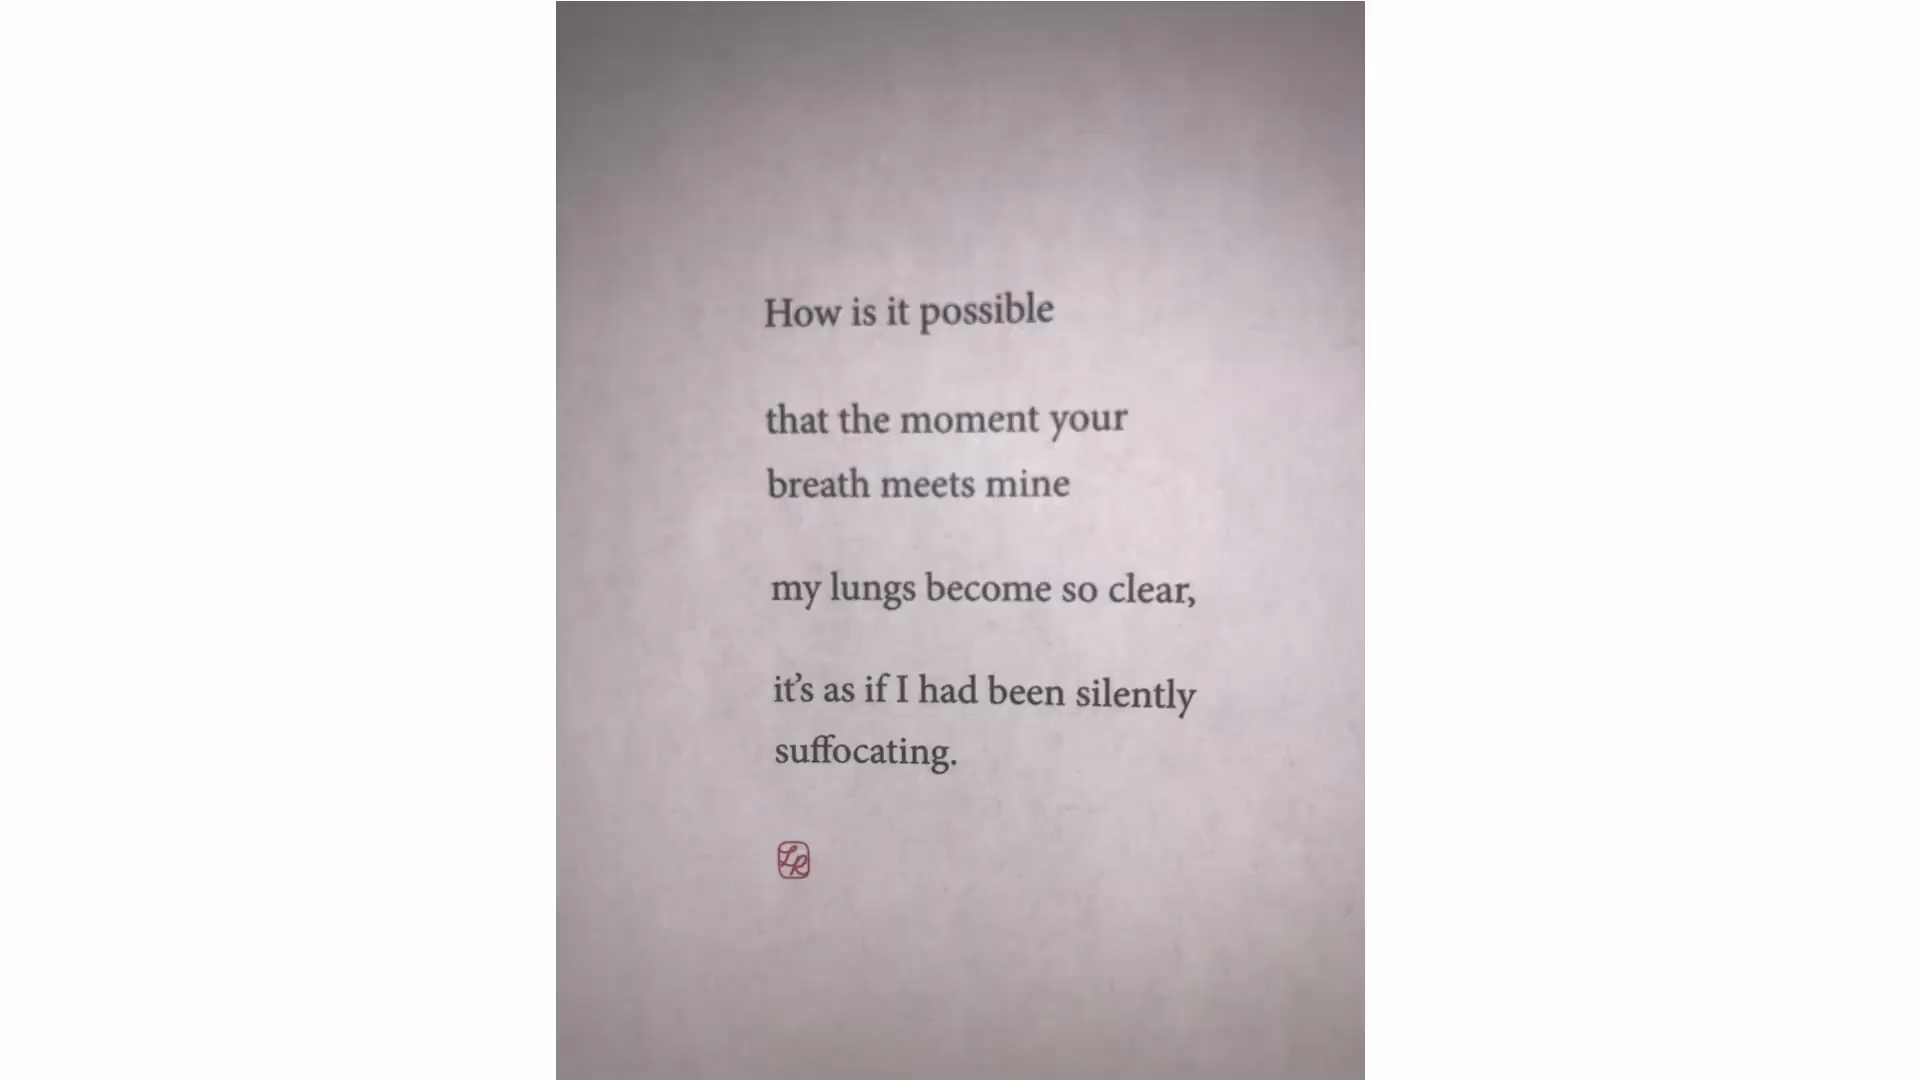 How is it possible
that the moment your
breath meets mine
my lungs become so clear,
it's as if I had been silently
suffocating.
LR